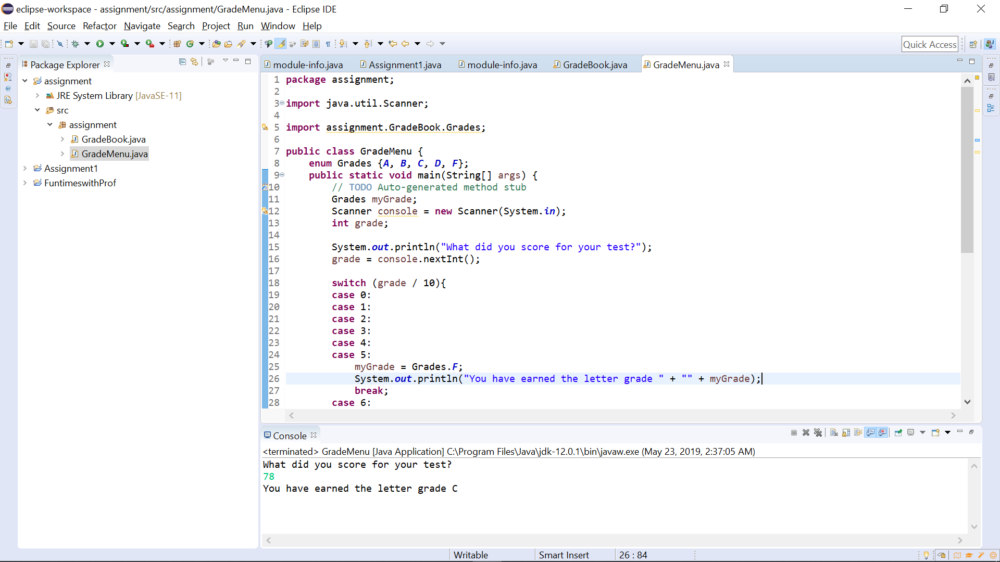 eclipse-workspace - assignment/src/assignment/GradeMenu.java - Eclipse IDE
File Edit Source Refactor Navigate Search Project Run Window Help
Quick Access
Package Explorer
assignment
JRE System Library [JavaSE-11]
src
assignment
GradeBook.java
GradeMenu.java
Assignment1
FuntimeswithProf
module-info.java Assignment1.java module-info.java GradeBook.java GradeMenu.java
1 package assignment;
2
3 import java.util.Scanner;
4
5 import assignment.GradeBook.Grades;
6
7 public class GradeMenu {
8     enum Grades {A, B, C, D, F};
9     public static void main(String[] args) {
10         // TODO Auto-generated method stub
11         Grades myGrade;
12         Scanner console = new Scanner(System.in);
13         int grade;
14
15         System.out.println("What did you score for your test?");
16         grade = console.nextInt();
17
18         switch (grade / 10){
19         case 0:
20         case 1:
21         case 2:
22         case 3:
23         case 4:
24         case 5:
25             myGrade = Grades.F;
26             System.out.println("You have earned the letter grade " + "" + myGrade);
27             break;
28         case 6:
Console
<terminated> GradeMenu [Java Application] C:\Program Files\Java\jdk-12.0.1\bin\javaw.exe (May 23, 2019, 2:37:05 AM)
What did you score for your test?
78
You have earned the letter grade C
Writable Smart Insert 26 : 84